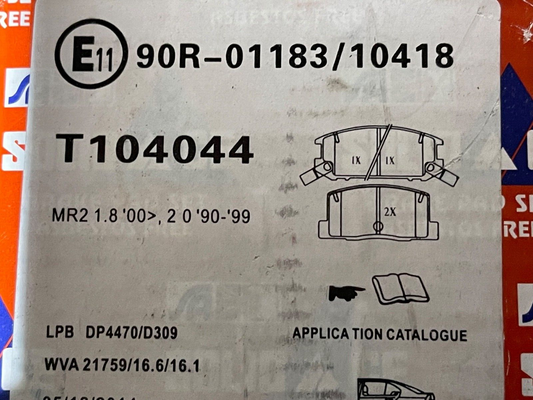 E11 90R-01183/10418
T104044
1X 1X
2X
MR2 1.8 '00>, 2 0 '90-'99
LPB DP4470/D309
APPLICATION CATALOGUE
WVA 21759/16.6/16.1